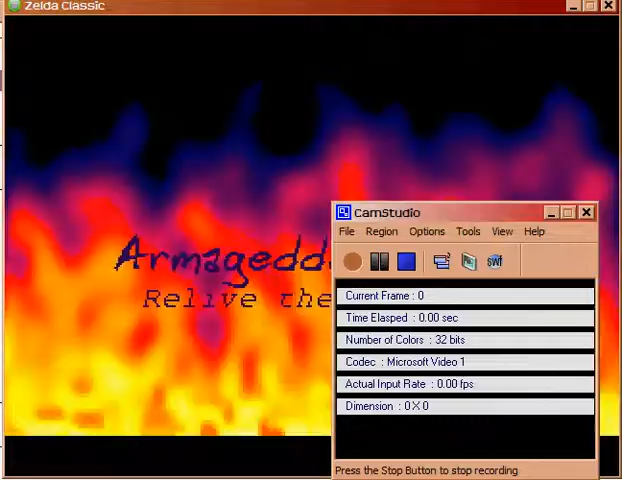 Zelda Classic
Armagedd
Relive the
CamStudio
File Region Options Tools View Help
SWF
Current Frame : 0
Time Elasped : 0.00 sec
Number of Colors : 32 bits
Codec : Microsoft Video 1
Actual Input Rate : 0.00 fps
Dimension : 0 X 0
Press the Stop Button to stop recording